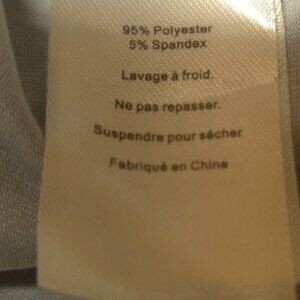 95% Polyester
5% Spandex
Lavage à froid.
Ne pas repasser.
Suspendre pour sécher
Fabriqué en Chine